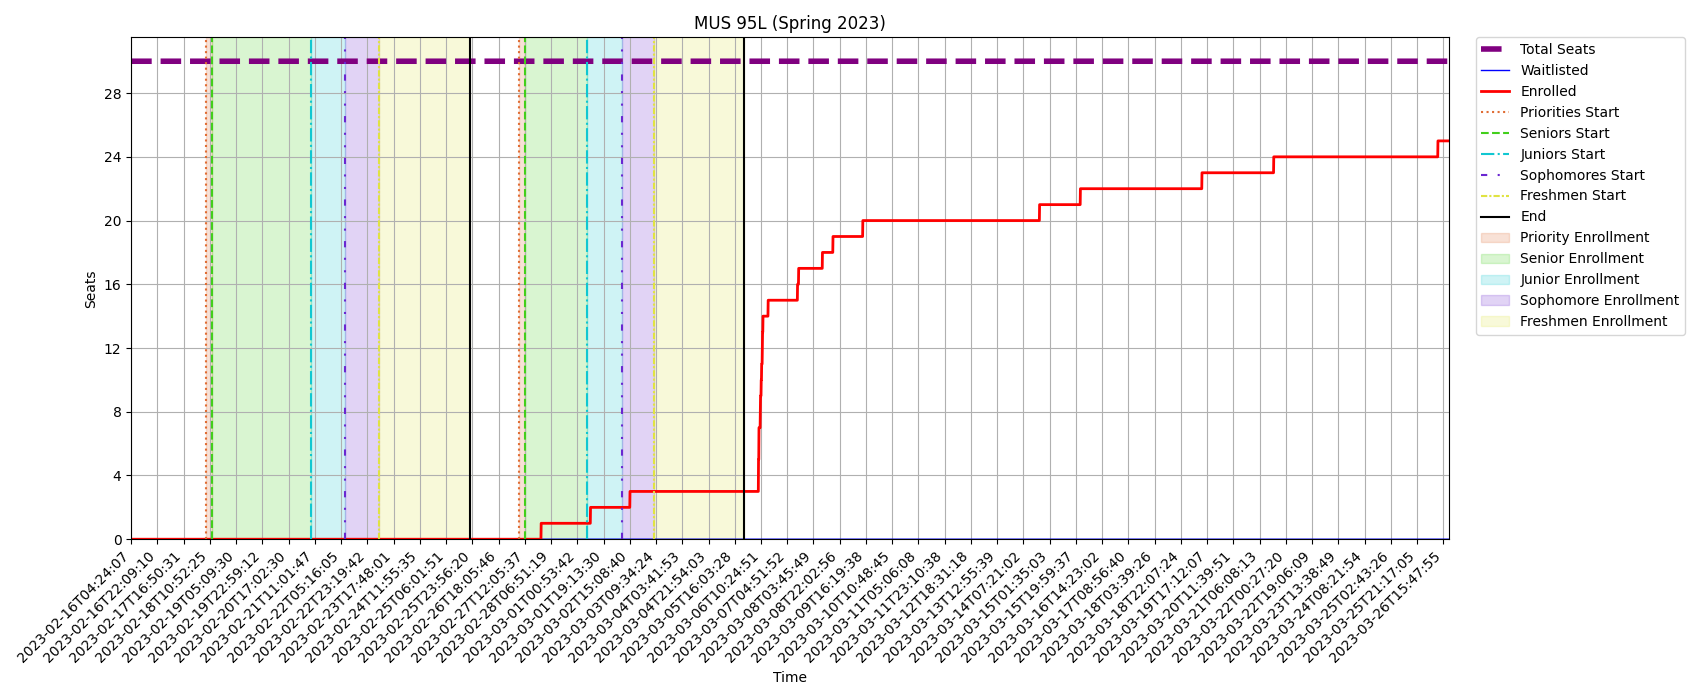 MUS 95L (Spring 2023)
Seats
28
24
20
16
12
8
4
0
2023-02-16T04:24:07
2023-02-16T22:09:10
2023-02-17T16:50:31
2023-02-18T10:52:25
2023-02-19T05:09:30
2023-02-19T22:59:12
2023-02-20T17:02:30
2023-02-21T11:01:47
2023-02-22T05:16:05
2023-02-22T23:19:42
2023-02-23T17:48:01
2023-02-24T11:55:35
2023-02-25T06:01:51
2023-02-25T23:56:20
2023-02-26T18:05:46
2023-02-27T12:05:37
2023-02-28T06:51:19
2023-03-01T00:53:42
2023-03-01T19:13:30
2023-03-02T15:08:40
2023-03-03T09:34:24
2023-03-04T03:41:53
2023-03-04T21:54:03
2023-03-05T16:03:28
2023-03-06T10:24:51
2023-03-07T04:51:52
2023-03-08T03:45:49
2023-03-08T22:02:56
2023-03-09T16:19:38
2023-03-10T10:48:45
2023-03-11T05:06:08
2023-03-11T23:10:38
2023-03-12T18:31:18
2023-03-13T12:55:39
2023-03-14T07:21:02
2023-03-15T01:35:03
2023-03-15T19:59:37
2023-03-16T14:23:02
2023-03-17T08:56:40
2023-03-18T03:39:26
2023-03-18T22:07:24
2023-03-19T17:12:07
2023-03-20T11:39:51
2023-03-21T06:08:13
2023-03-22T00:27:20
2023-03-22T19:06:09
2023-03-23T13:38:49
2023-03-24T08:21:54
2023-03-25T02:43:26
2023-03-25T21:17:05
2023-03-26T15:47:55
Time
Total Seats
Waitlisted
Enrolled
Priorities Start
Seniors Start
Juniors Start
Sophomores Start
Freshmen Start
End
Priority Enrollment
Senior Enrollment
Junior Enrollment
Sophomore Enrollment
Freshmen Enrollment